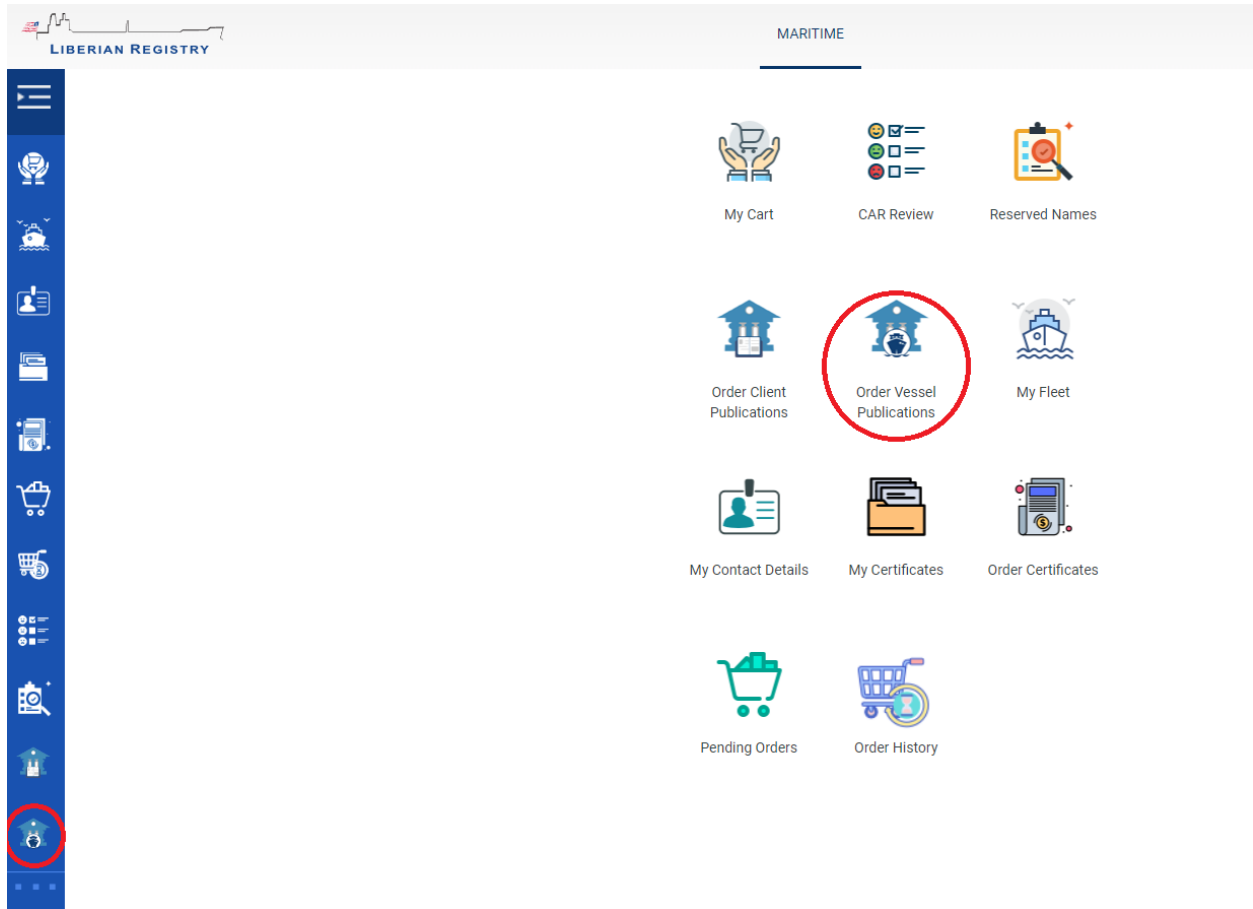 LIBERIAN REGISTRY
MARITIME
My Cart
CAR Review
Reserved Names
Order Client
Publications
Order Vessel
Publications
My Fleet
My Contact Details
My Certificates
Order Certificates
Pending Orders
Order History